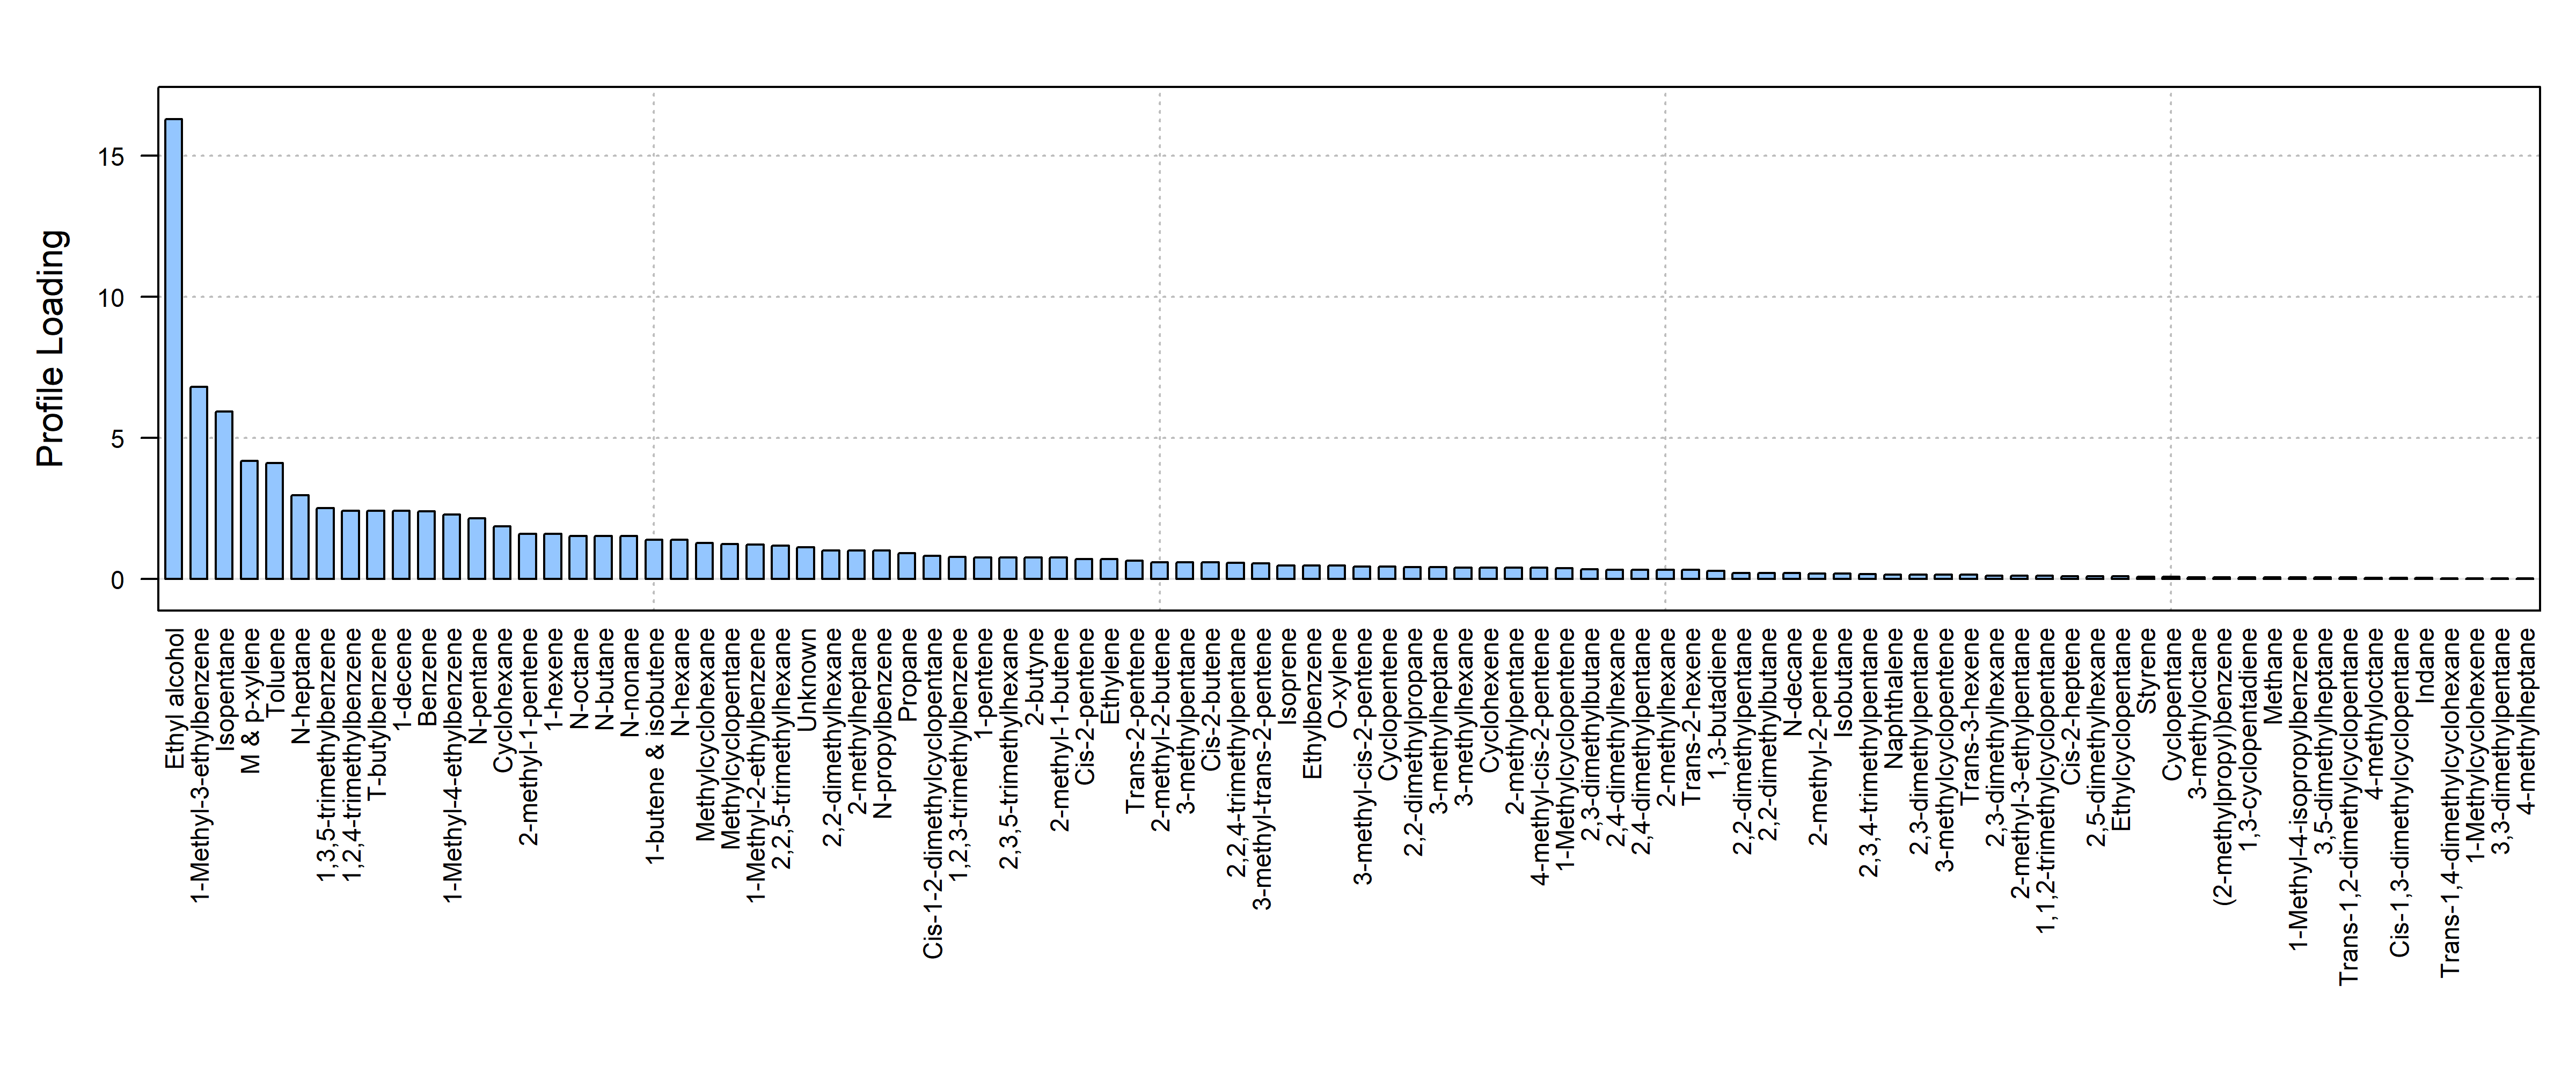 Profile Loading
15
10
5
0
Ethyl alcohol
1-Methyl-3-ethylbenzene
Isopentane
M & p-xylene
Toluene
N-heptane
1,3,5-trimethylbenzene
1,2,4-trimethylbenzene
T-butylbenzene
1-decene
Benzene
1-Methyl-4-ethylbenzene
N-pentane
Cyclohexane
2-methyl-1-pentene
1-hexene
N-octane
N-butane
N-nonane
1-butene & isobutene
N-hexane
Methylcyclohexane
Methylcyclopentane
1-Methyl-2-ethylbenzene
2,2,5-trimethylhexane
Unknown
2,2-dimethylhexane
2-methylheptane
N-propylbenzene
Propane
Cis-1-2-dimethylcyclopentane
1,2,3-trimethylbenzene
1-pentene
2,3,5-trimethylhexane
2-butyne
2-methyl-1-butene
Cis-2-pentene
Ethylene
Trans-2-pentene
2-methyl-2-butene
3-methylpentane
Cis-2-butene
2,2,4-trimethylpentane
3-methyl-trans-2-pentene
Isoprene
Ethylbenzene
O-xylene
3-methyl-cis-2-pentene
Cyclopentene
2,2-dimethylpropane
3-methylheptane
3-methylhexane
Cyclohexene
2-methylpentane
4-methyl-cis-2-pentene
1-Methylcyclopentene
2,3-dimethylbutane
2,4-dimethylhexane
2,4-dimethylpentane
2-methylhexane
Trans-2-hexene
1,3-butadiene
2,2-dimethylpentane
2,2-dimethylbutane
N-decane
2-methyl-2-pentene
Isobutane
2,3,4-trimethylpentane
Naphthalene
2,3-dimethylpentane
3-methylcyclopentene
Trans-3-hexene
2,3-dimethylhexane
2-methyl-3-ethylpentane
1,1,2-trimethylcyclopentane
Cis-2-heptene
2,5-dimethylhexane
Ethylcyclopentane
Styrene
Cyclopentane
3-methyloctane
(2-methylpropyl)benzene
1,3-cyclopentadiene
Methane
1-Methyl-4-isopropylbenzene
3,5-dimethylheptane
Trans-1,2-dimethylcyclopentane
4-methyloctane
Cis-1,3-dimethylcyclopentane
Indane
Trans-1,4-dimethylcyclohexane
1-Methylcyclohexene
3,3-dimethylpentane
4-methylheptane